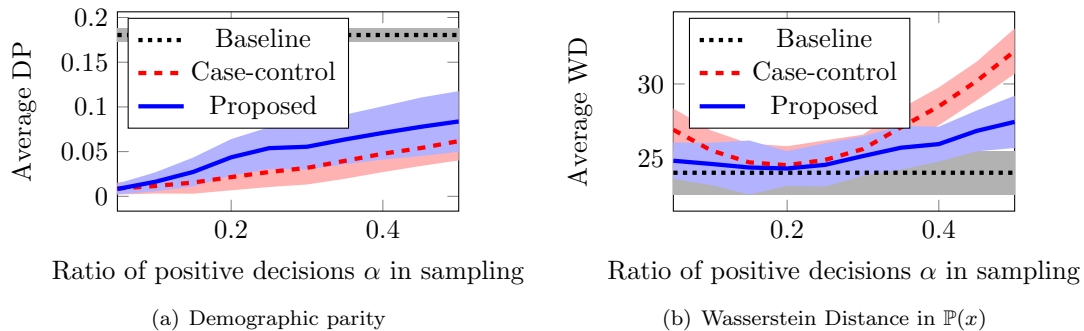 0.2
0.15
0.1
0.05
0
0.2
0.4
Average DP
Baseline
Case-control
Proposed
Ratio of positive decisions α in sampling
(a) Demographic parity
30
25
0.2
0.4
Average WD
Baseline
Case-control
Proposed
Ratio of positive decisions α in sampling
(b) Wasserstein Distance in ℙ(x)